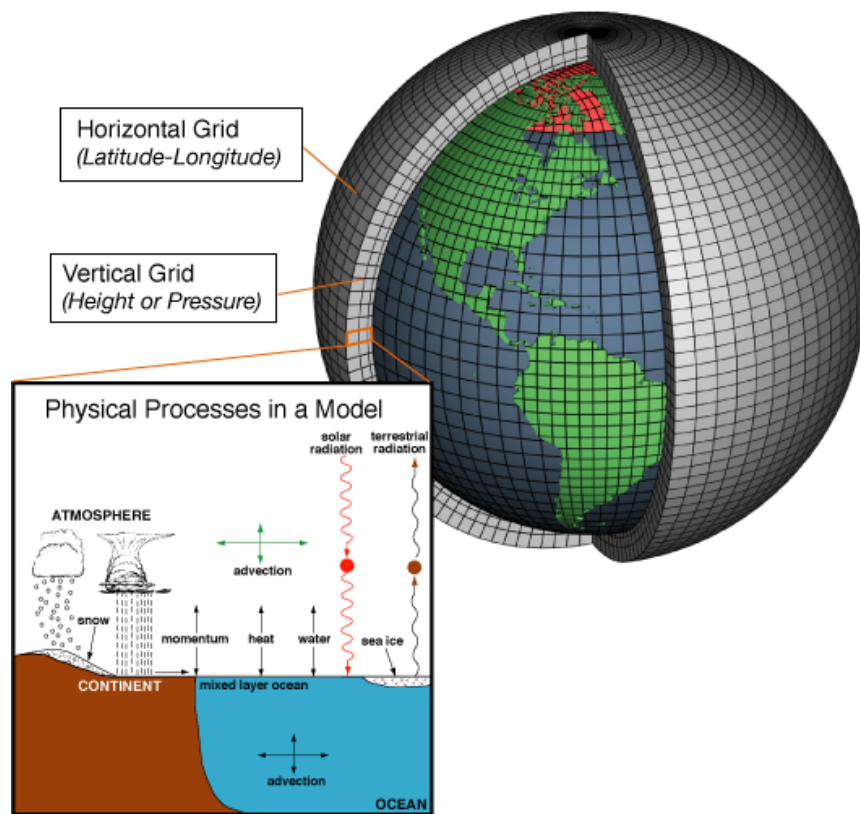 Horizontal Grid
(Latitude-Longitude)
Vertical Grid
(Height or Pressure)
Physical Processes in a Model
solar
radiation
terrestrial
radiation
ATMOSPHERE
advection
snow
momentum
heat
water
sea ice
CONTINENT
mixed layer ocean
advection
OCEAN